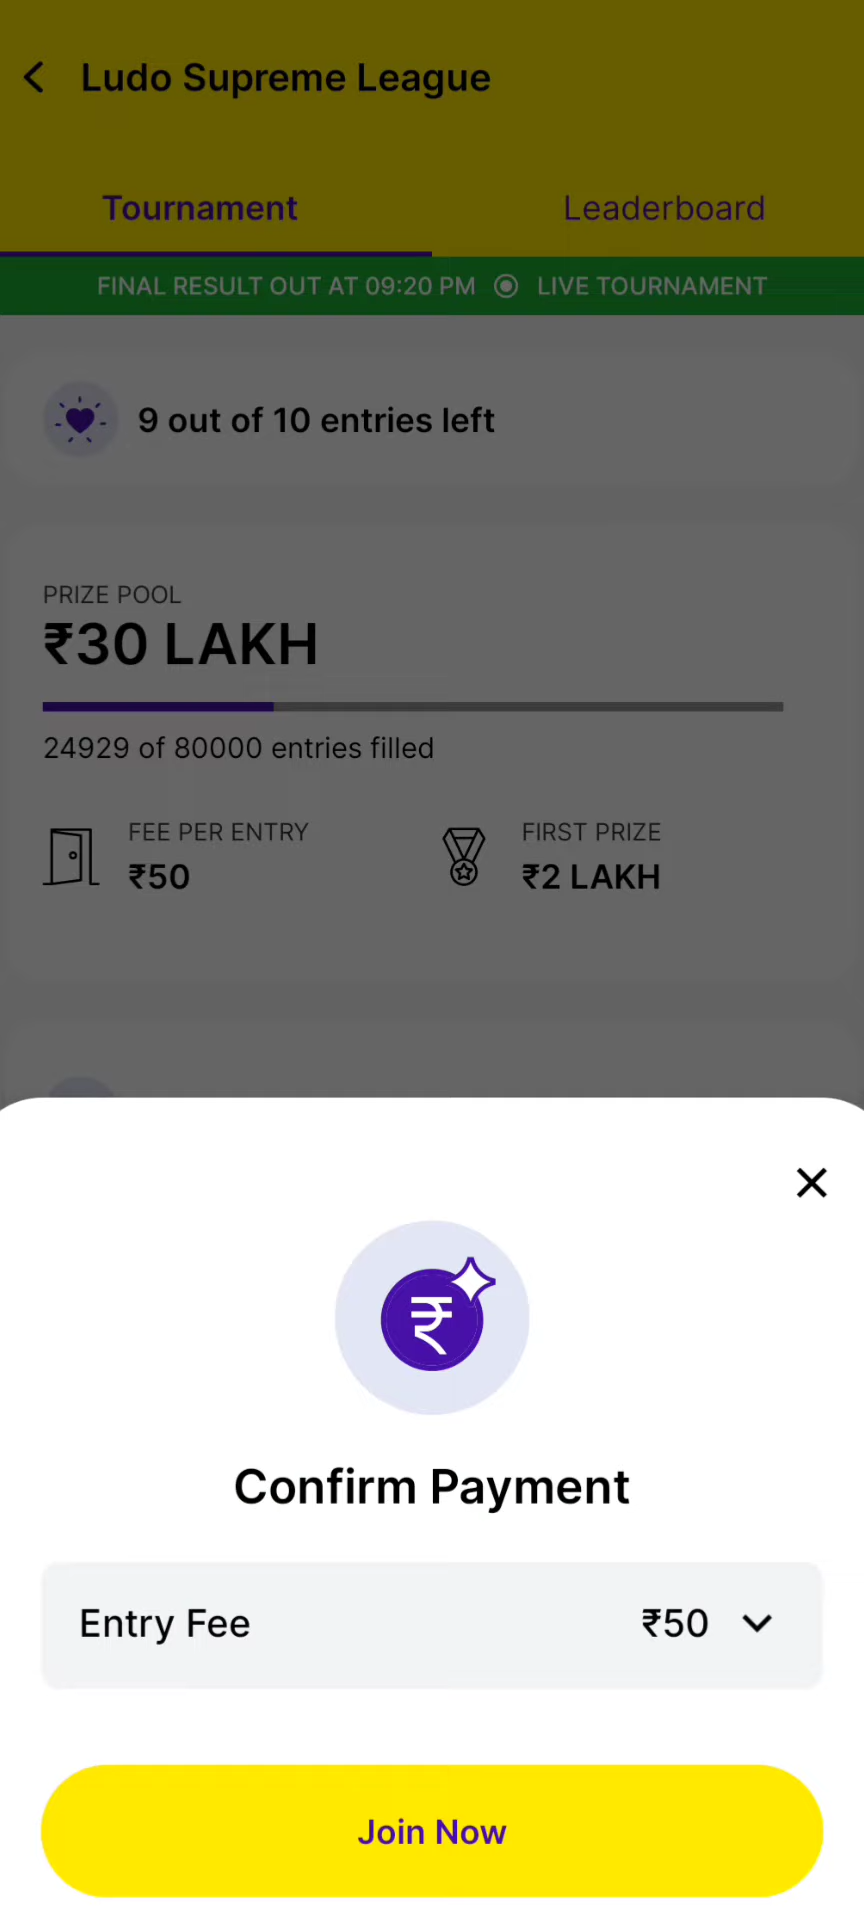 Ludo Supreme League
Tournament
Leaderboard
FINAL RESULT OUT AT 09:20 PM LIVE TOURNAMENT
9 out of 10 entries left
PRIZE POOL
₹30 LAKH
24929 of 80000 entries filled
FEE PER ENTRY
₹50
FIRST PRIZE
₹2 LAKH
₹
Confirm Payment
Entry Fee ₹50
Join Now